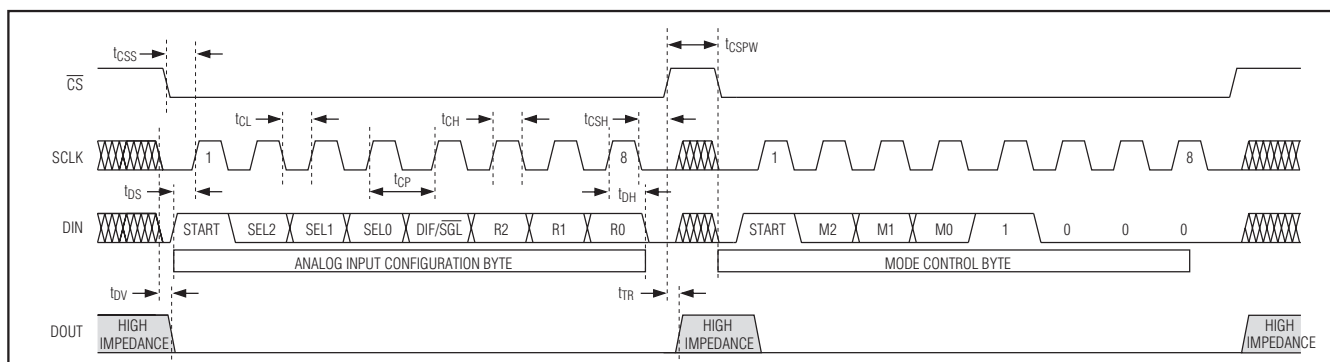 tCSS
tCSPW
CS
tCL
tCH
tCSH
SCLK
1
8
1
8
tCP
tDS
tDH
DIN
START
SEL2
SEL1
SEL0
DIF/SGL
R2
R1
R0
START
M2
M1
M0
1
0
0
0
ANALOG INPUT CONFIGURATION BYTE
MODE CONTROL BYTE
tDV
tTR
DOUT
HIGH
IMPEDANCE
HIGH
IMPEDANCE
HIGH
IMPEDANCE